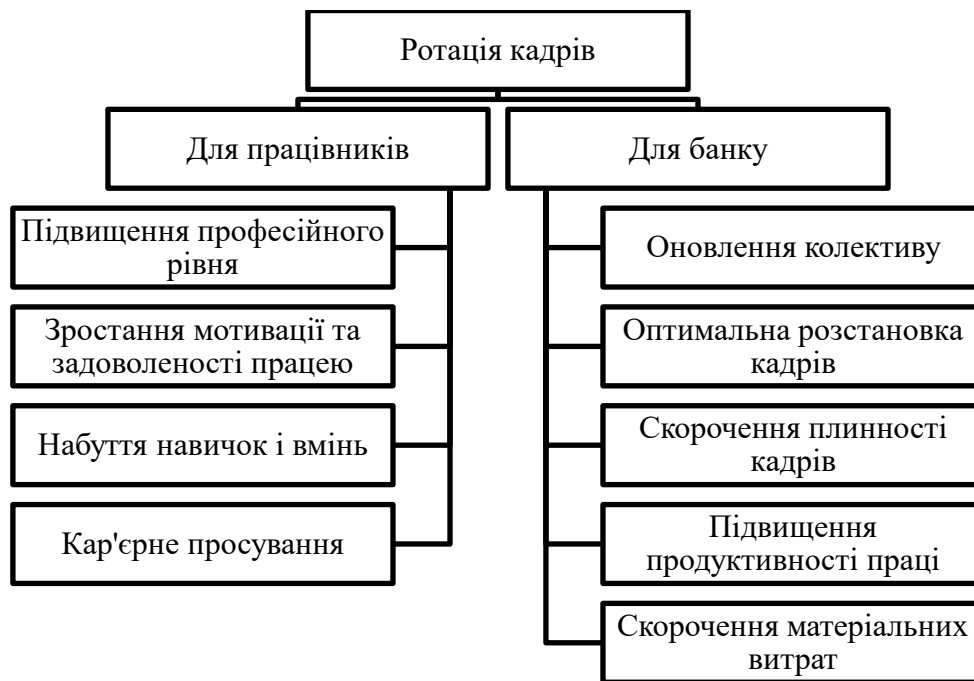 Ротація кадрів
Для працівників
Для банку
Підвищення професійного
рівня
Зростання мотивації та
задоволеності працею
Набуття навичок і вмінь
Кар'єрне просування
Оновлення колективу
Оптимальна розстановка
кадрів
Скорочення плинності
кадрів
Підвищення
продуктивності праці
Скорочення матеріальних
витрат